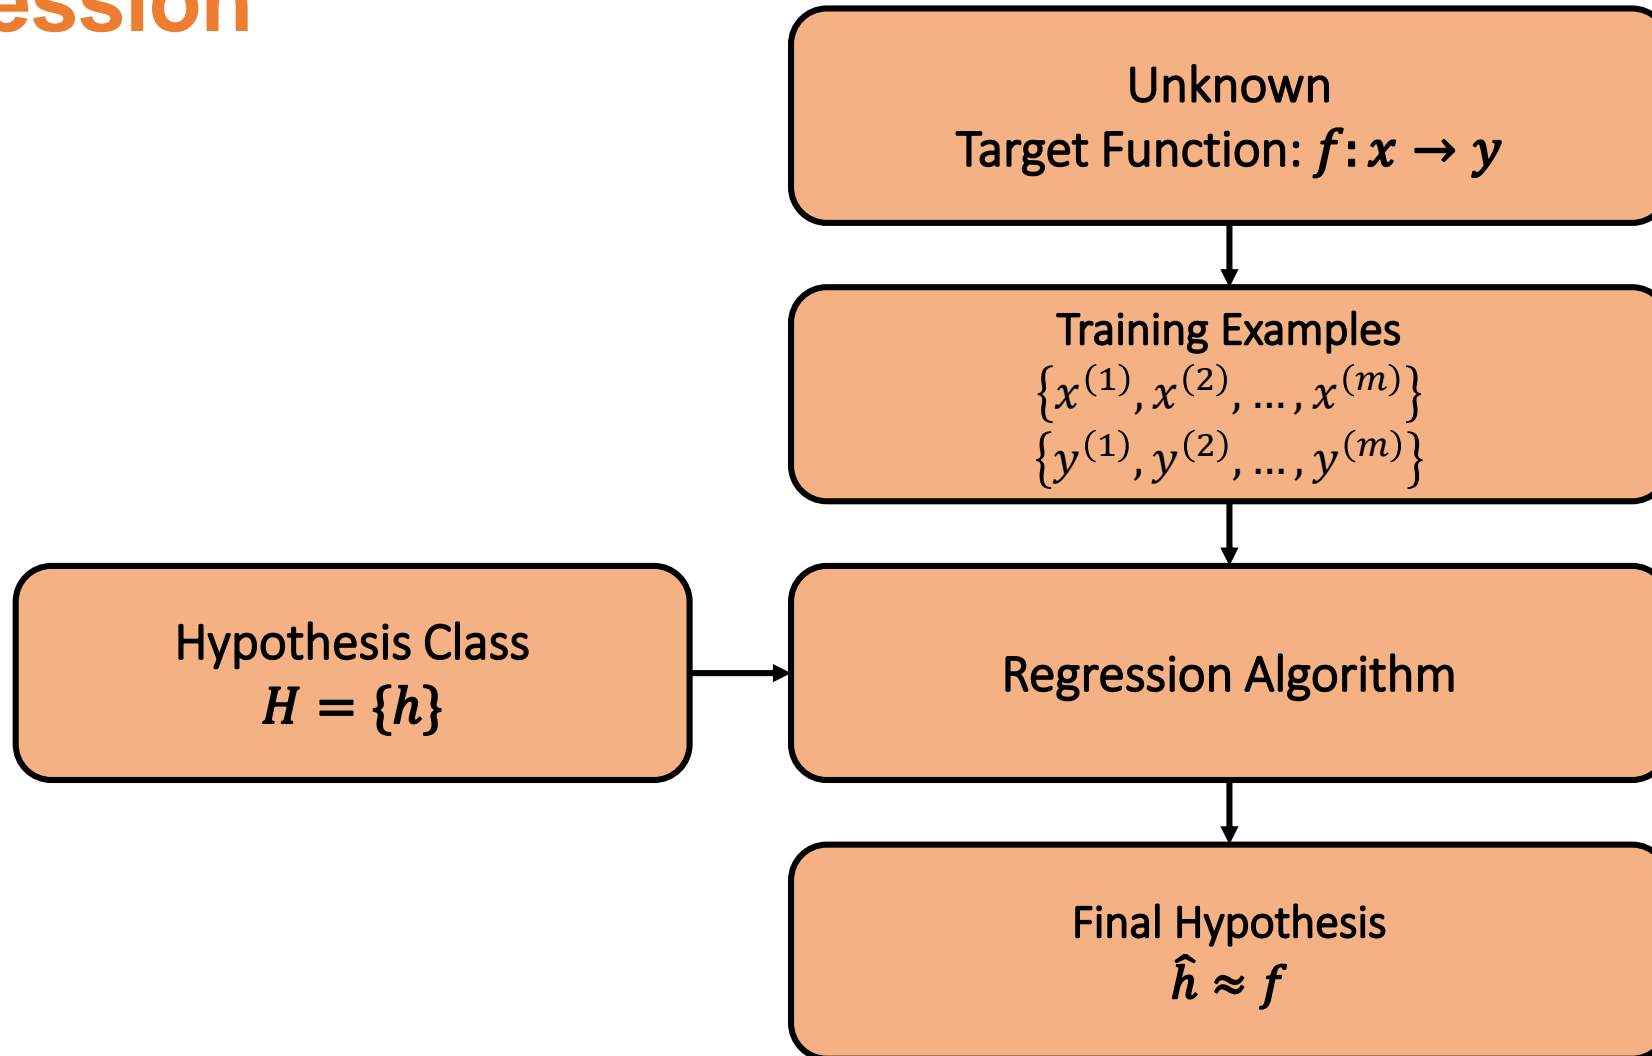 ession
Unknown
Target Function: f: x → y
Training Examples
{x⁽¹⁾, x⁽²⁾, ..., x⁽ᵐ⁾}
{y⁽¹⁾, y⁽²⁾, ..., y⁽ᵐ⁾}
Hypothesis Class
H = {h}
Regression Algorithm
Final Hypothesis
ĥ ≈ f